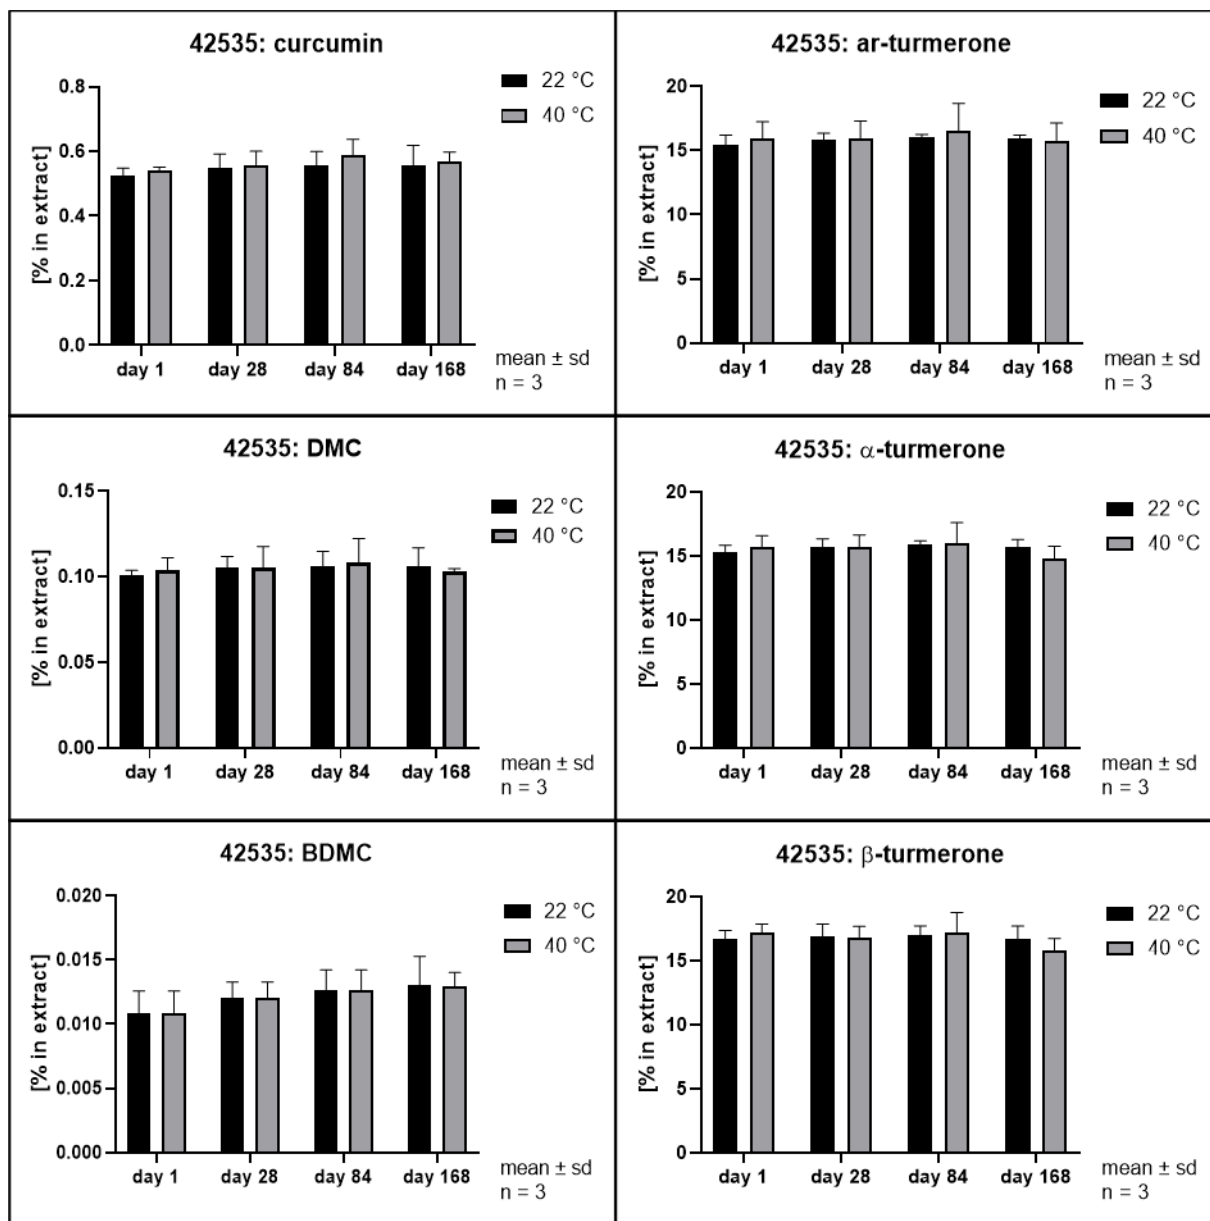 42535: curcumin
22 °C
40 °C
[% in extract]
0.8
0.6
0.4
0.2
0.0
day 1 day 28 day 84 day 168
mean ± sd
n = 3
42535: ar-turmerone
22 °C
40 °C
[% in extract]
20
15
10
5
0
day 1 day 28 day 84 day 168
mean ± sd
n = 3
42535: DMC
22 °C
40 °C
[% in extract]
0.15
0.10
0.05
0.00
day 1 day 28 day 84 day 168
mean ± sd
n = 3
42535: α-turmerone
22 °C
40 °C
[% in extract]
20
15
10
5
0
day 1 day 28 day 84 day 168
mean ± sd
n = 3
42535: BDMC
22 °C
40 °C
[% in extract]
0.020
0.015
0.010
0.005
0.000
day 1 day 28 day 84 day 168
mean ± sd
n = 3
42535: β-turmerone
22 °C
40 °C
[% in extract]
20
15
10
5
0
day 1 day 28 day 84 day 168
mean ± sd
n = 3